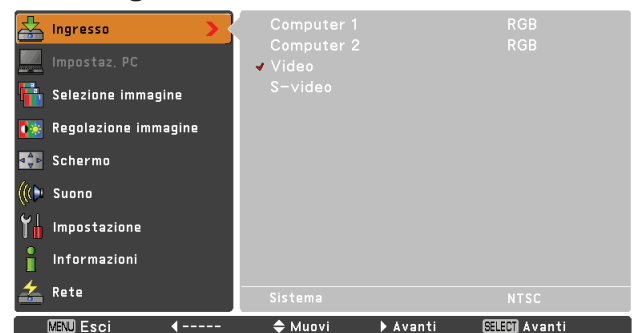 Ingresso
Impostaz. PC
Selezione immagine
Regolazione immagine
Schermo
Suono
Impostazione
Informazioni
Rete
Computer 1 RGB
Computer 2 RGB
Video
S-video
Sistema NTSC
MENU Esci ----- Muovi Avanti SELECT Avanti